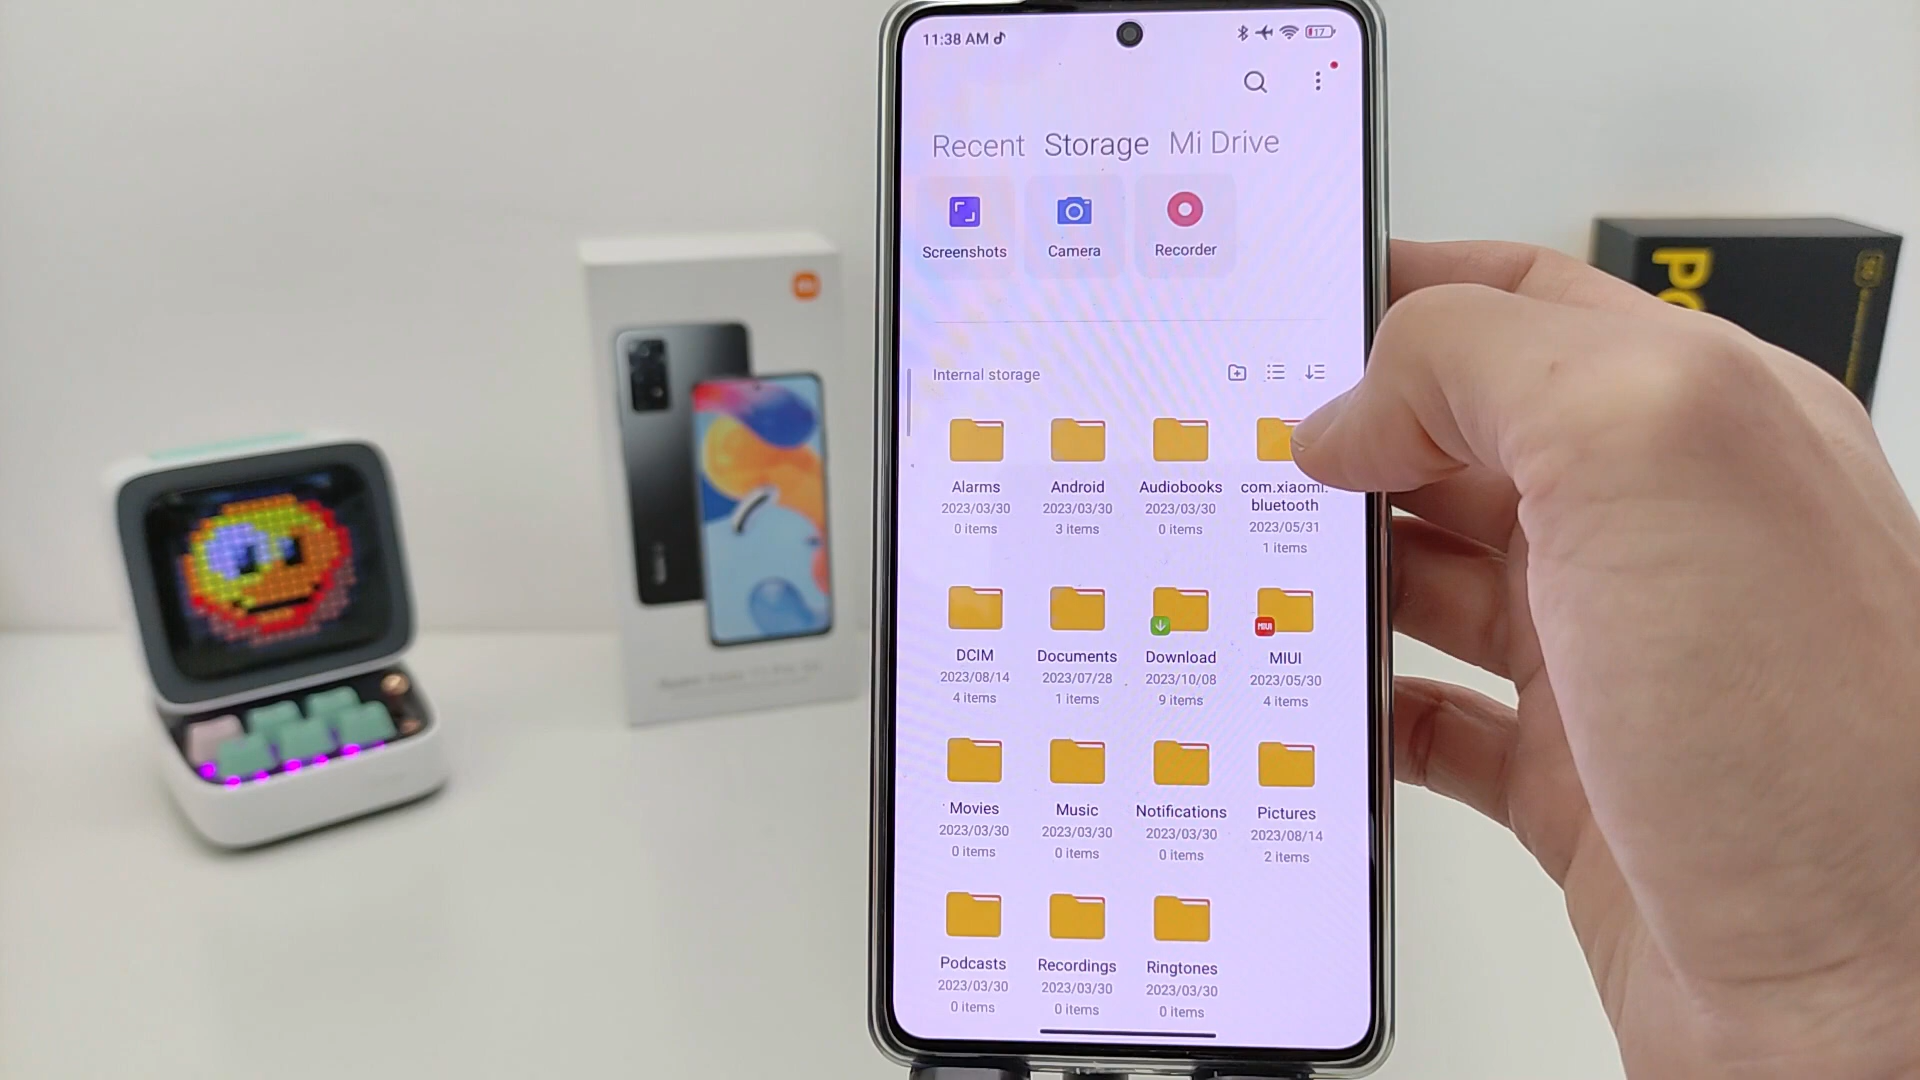 11:38 AM
17
Recent Storage Mi Drive
Screenshots Camera Recorder
Internal storage
Alarms Android Audiobooks com.xiaomi.
bluetooth
2023/03/30 2023/03/30 2023/03/30 2023/05/31
0 items 3 items 0 items 1 items
DCIM Documents Download MIUI MIUI
2023/08/14 2023/07/28 2023/10/08 2023/05/30
4 items 1 items 9 items 4 items
Movies Music Notifications Pictures
2023/03/30 2023/03/30 2023/03/30 2023/08/14
0 items 0 items 0 items 2 items
Podcasts Recordings Ringtones
2023/03/30 2023/03/30 2023/03/30
0 items 0 items 0 items